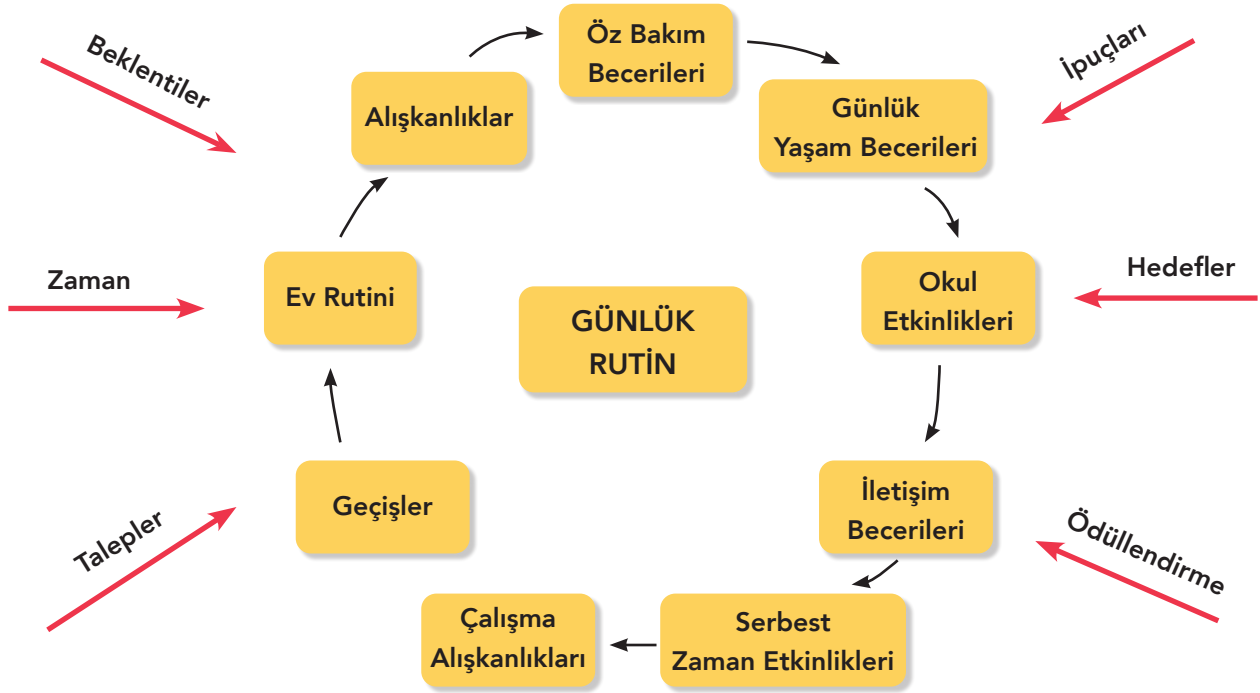 Beklentiler
Zaman
Talepler
Öz Bakım
Becerileri
Alışkanlıklar
Günlük
Yaşam Becerileri
Ev Rutini
GÜNLÜK
RUTİN
Okul
Etkinlikleri
Geçişler
İletişim
Becerileri
Çalışma
Alışkanlıkları
Serbest
Zaman Etkinlikleri
İpuçları
Hedefler
Ödüllendirme